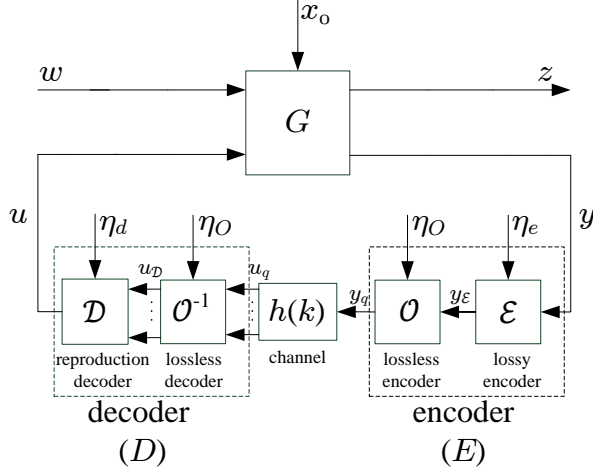 x₀
w
z
G
u
y
η_d
η_O
η_O
η_e
u_𝒟
u_q
y_q
y_ℰ
𝒟
𝒪⁻¹
h(k)
𝒪
ℰ
reproduction
decoder
lossless
decoder
channel
lossless
encoder
lossy
encoder
decoder
(D)
encoder
(E)